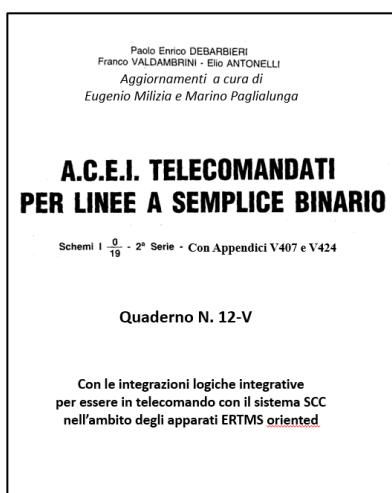 Paolo Enrico DEBARBIERI
Franco VALDAMBRINI - Elio ANTONELLI
Aggiornamenti a cura di
Eugenio Milizia e Marino Paglialunga
A.C.E.I. TELECOMANDATI
PER LINEE A SEMPLICE BINARIO
Schemi I 0/19 - 2ª Serie - Con Appendici V407 e V424
Quaderno N. 12-V
Con le integrazioni logiche integrative
per essere in telecomando con il sistema SCC
nell'ambito degli apparati ERTMS oriented